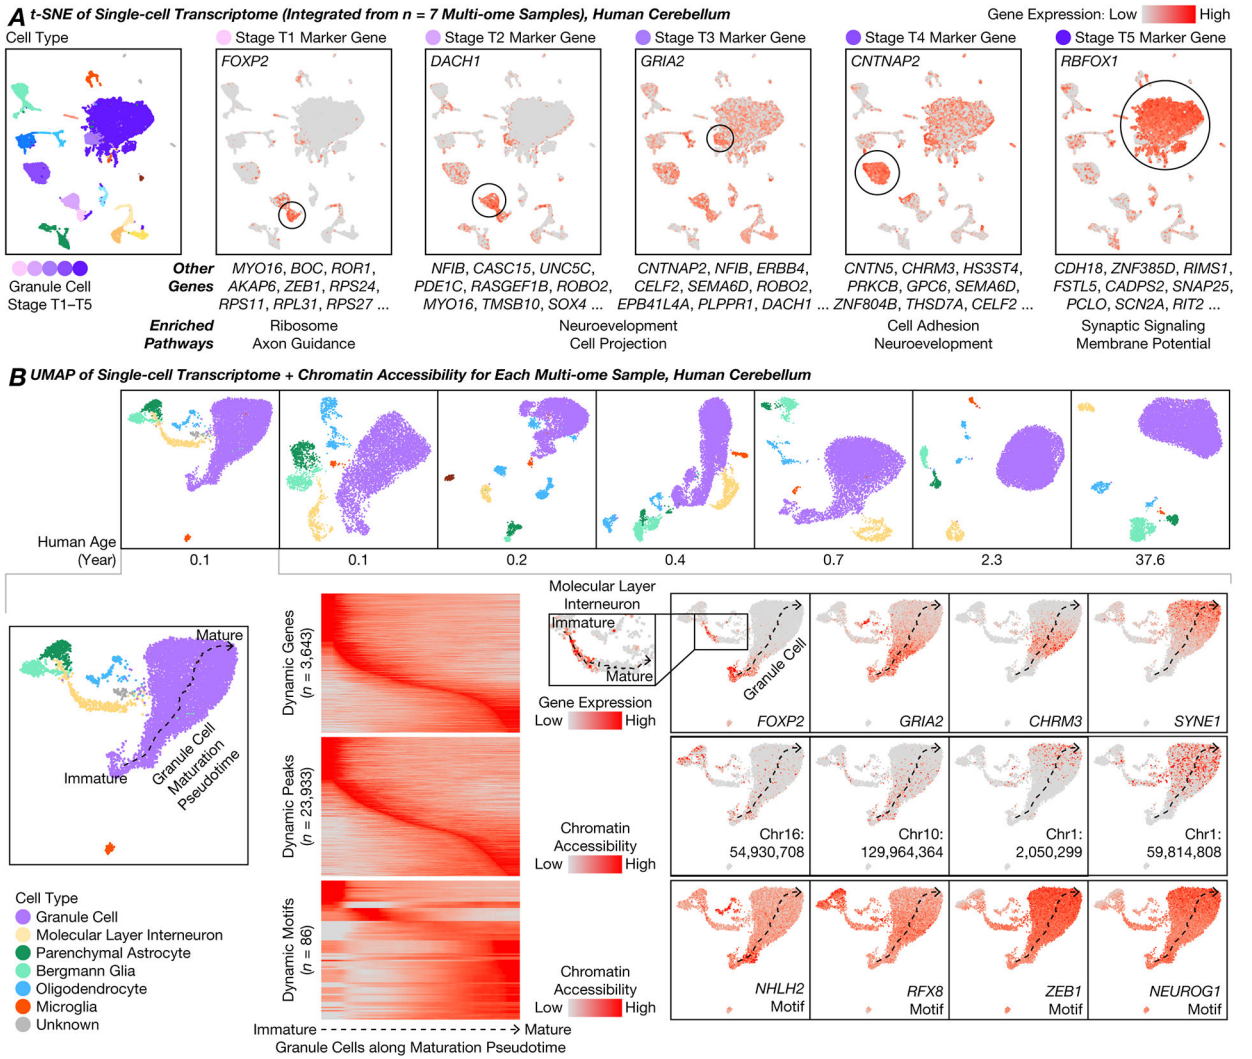 A t-SNE of Single-cell Transcriptome (Integrated from n = 7 Multi-ome Samples), Human Cerebellum
Gene Expression: Low High
Cell Type
Stage T1 Marker Gene
Stage T2 Marker Gene
Stage T3 Marker Gene
Stage T4 Marker Gene
Stage T5 Marker Gene
FOXP2
DACH1
GRIA2
CNTNAP2
RBFOX1
Granule Cell
Stage T1–T5
Other
Genes
MYO16, BOC, ROR1,
AKAP6, ZEB1, RPS24,
RPS11, RPL31, RPS27 ...
NFIB, CASC15, UNC5C,
PDE1C, RASGEF1B, ROBO2,
MYO16, TMSB10, SOX4 ...
CNTNAP2, NFIB, ERBB4,
CELF2, SEMA6D, ROBO2,
EPB41L4A, PLPPR1, DACH1 ...
CNTN5, CHRM3, HS3ST4,
PRKCB, GPC6, SEMA6D,
ZNF804B, THSD7A, CELF2 ...
CDH18, ZNF385D, RIMS1,
FSTL5, CADPS2, SNAP25,
PCLO, SCN2A, RIT2 ...
Enriched
Pathways
Ribosome
Axon Guidance
Neurodevelopment
Cell Projection
Cell Adhesion
Neurodevelopment
Synaptic Signaling
Membrane Potential
B UMAP of Single-cell Transcriptome + Chromatin Accessibility for Each Multi-ome Sample, Human Cerebellum
Human Age
(Year)
0.1
0.1
0.2
0.4
0.7
2.3
37.6
Mature
Immature
Granule Cell
Maturation
Pseudotime
Cell Type
Granule Cell
Molecular Layer Interneuron
Parenchymal Astrocyte
Bergmann Glia
Oligodendrocyte
Microglia
Unknown
Dynamic Genes
(n = 3,643)
Dynamic Peaks
(n = 23,933)
Dynamic Motifs
(n = 86)
Immature Mature
Granule Cells along Maturation Pseudotime
Molecular Layer
Interneuron
Immature
Mature
Gene Expression
Low High
Granule Cell
FOXP2
GRIA2
CHRM3
SYNE1
Chromatin
Accessibility
Low High
Chr16:
54,930,708
Chr10:
129,964,364
Chr1:
2,050,299
Chr1:
59,814,808
Chromatin
Accessibility
Low High
NHLH2
Motif
RFX8
Motif
ZEB1
Motif
NEUROG1
Motif